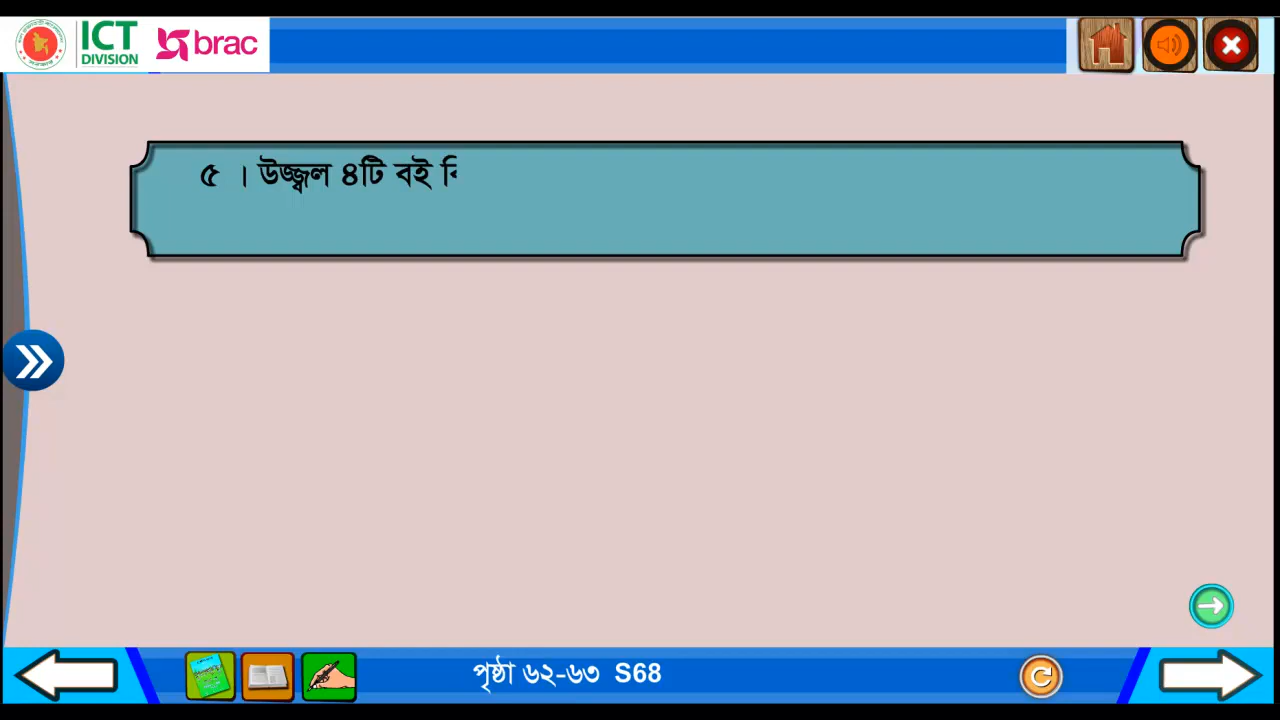 ICT
DIVISION
brac
৫ । উজ্জ্বল ৪টি বই
পৃষ্ঠা ৬২-৬৩ S68